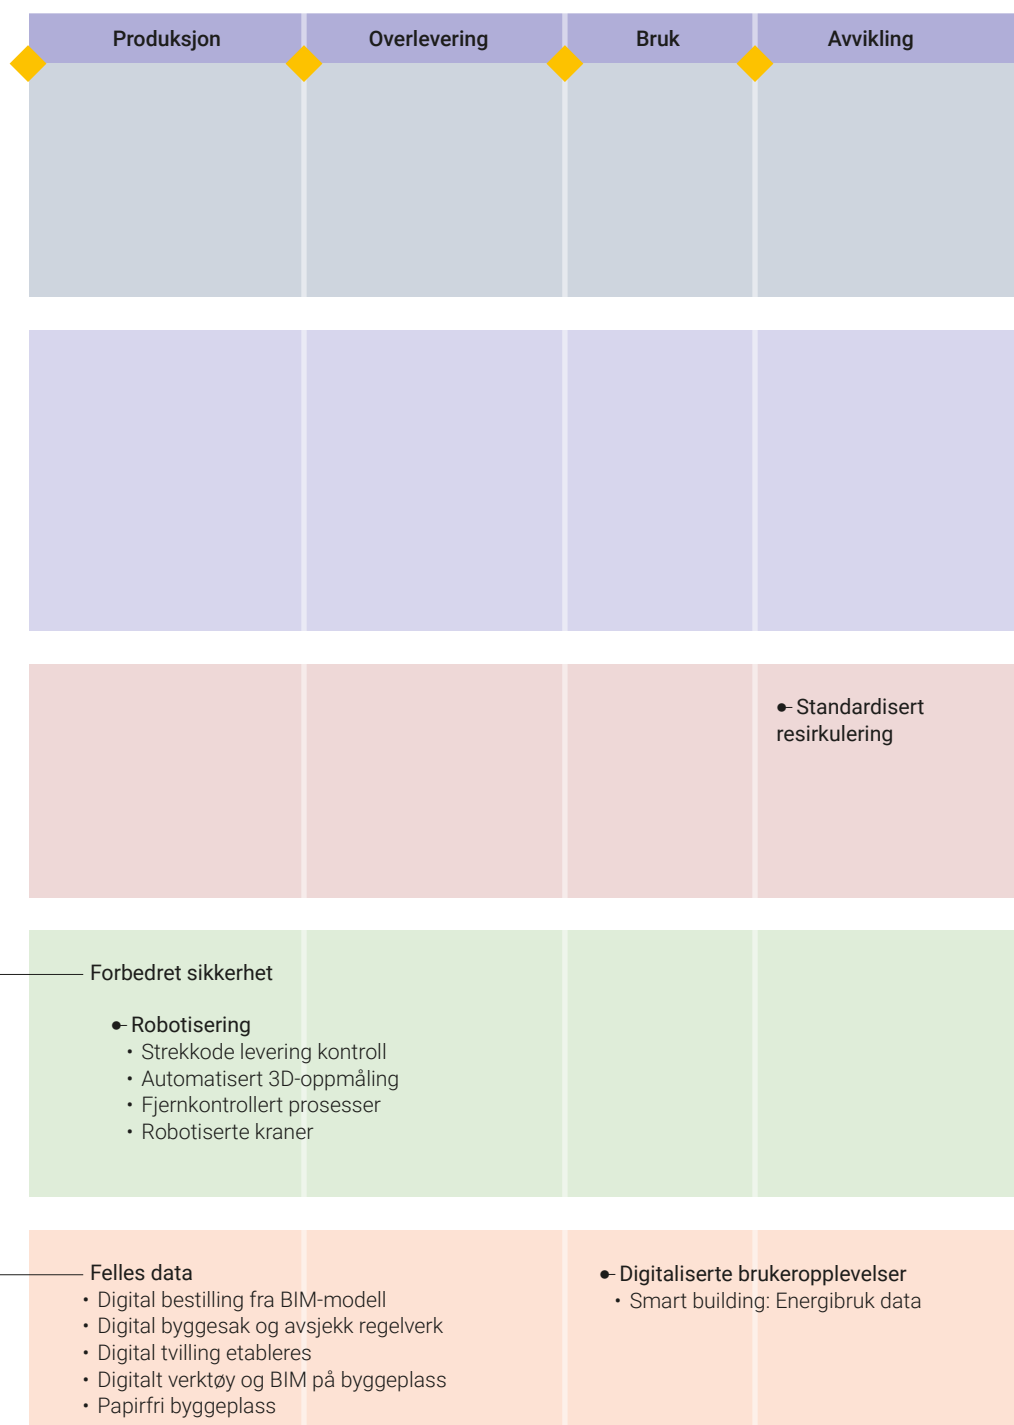 Produksjon
Overlevering
Bruk
Avvikling
Standardisert
resirkulering
Forbedret sikkerhet
Robotisering
• Strekkode levering kontroll
• Automatisert 3D-oppmåling
• Fjernkontrollert prosesser
• Robotiserte kraner
Felles data
• Digital bestilling fra BIM-modell
• Digital byggesak og avsjekk regelverk
• Digital tvilling etableres
• Digitalt verktøy og BIM på byggeplass
• Papirfri byggeplass
Digitaliserte brukeropplevelser
• Smart building: Energibruk data